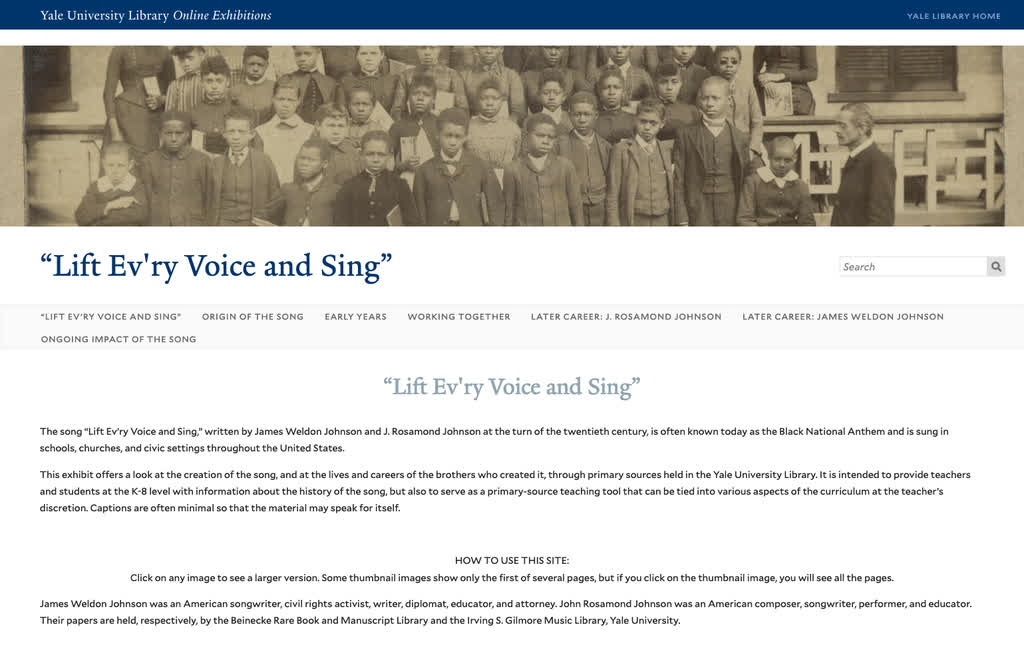 Yale University Library Online Exhibitions
YALE LIBRARY HOME
“Lift Ev'ry Voice and Sing”
Search
“LIFT EV’RY VOICE AND SING”
ORIGIN OF THE SONG
EARLY YEARS
WORKING TOGETHER
LATER CAREER: J. ROSAMOND JOHNSON
LATER CAREER: JAMES WELDON JOHNSON
ONGOING IMPACT OF THE SONG
“Lift Ev'ry Voice and Sing”
The song “Lift Ev’ry Voice and Sing,” written by James Weldon Johnson and J. Rosamond Johnson at the turn of the twentieth century, is often known today as the Black National Anthem and is sung in
schools, churches, and civic settings throughout the United States.
This exhibit offers a look at the creation of the song, and at the lives and careers of the brothers who created it, through primary sources held in the Yale University Library. It is intended to provide teachers
and students at the K-8 level with information about the history of the song, but also to serve as a primary-source teaching tool that can be tied into various aspects of the curriculum at the teacher’s
discretion. Captions are often minimal so that the material may speak for itself.
HOW TO USE THIS SITE:
Click on any image to see a larger version. Some thumbnail images show only the first of several pages, but if you click on the thumbnail image, you will see all the pages.
James Weldon Johnson was an American songwriter, civil rights activist, writer, diplomat, educator, and attorney. John Rosamond Johnson was an American composer, songwriter, performer, and educator.
Their papers are held, respectively, by the Beinecke Rare Book and Manuscript Library and the Irving S. Gilmore Music Library, Yale University.